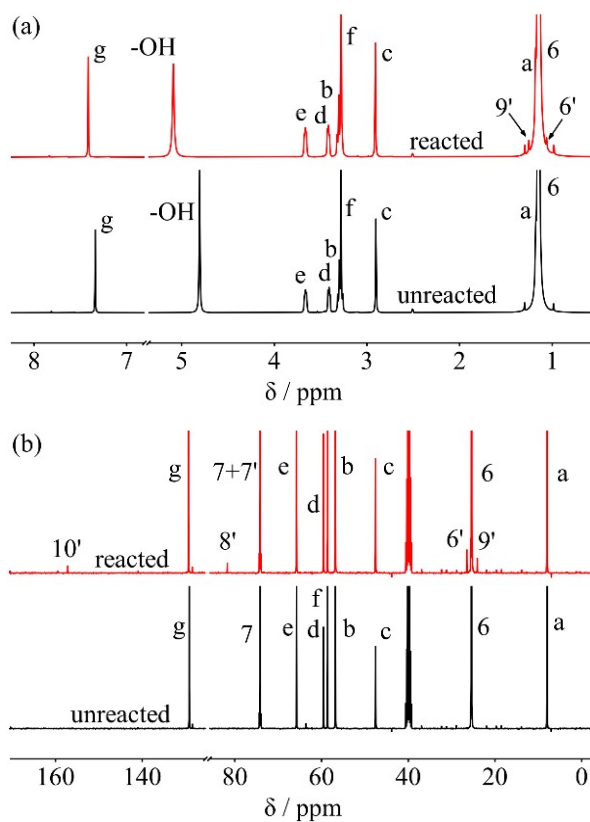 (a)
g
-OH
e
d
b
f
c
a
6
9'
6'
reacted
g
-OH
e
d
b
f
c
a
6
unreacted
8 7 5 4 3 2 1
δ / ppm
(b)
10'
g
8'
7+7'
e
d
b
c
6'
6
9'
a
reacted
g
7
e
f
d
b
c
6
a
unreacted
160 140 80 60 40 20 0
δ / ppm